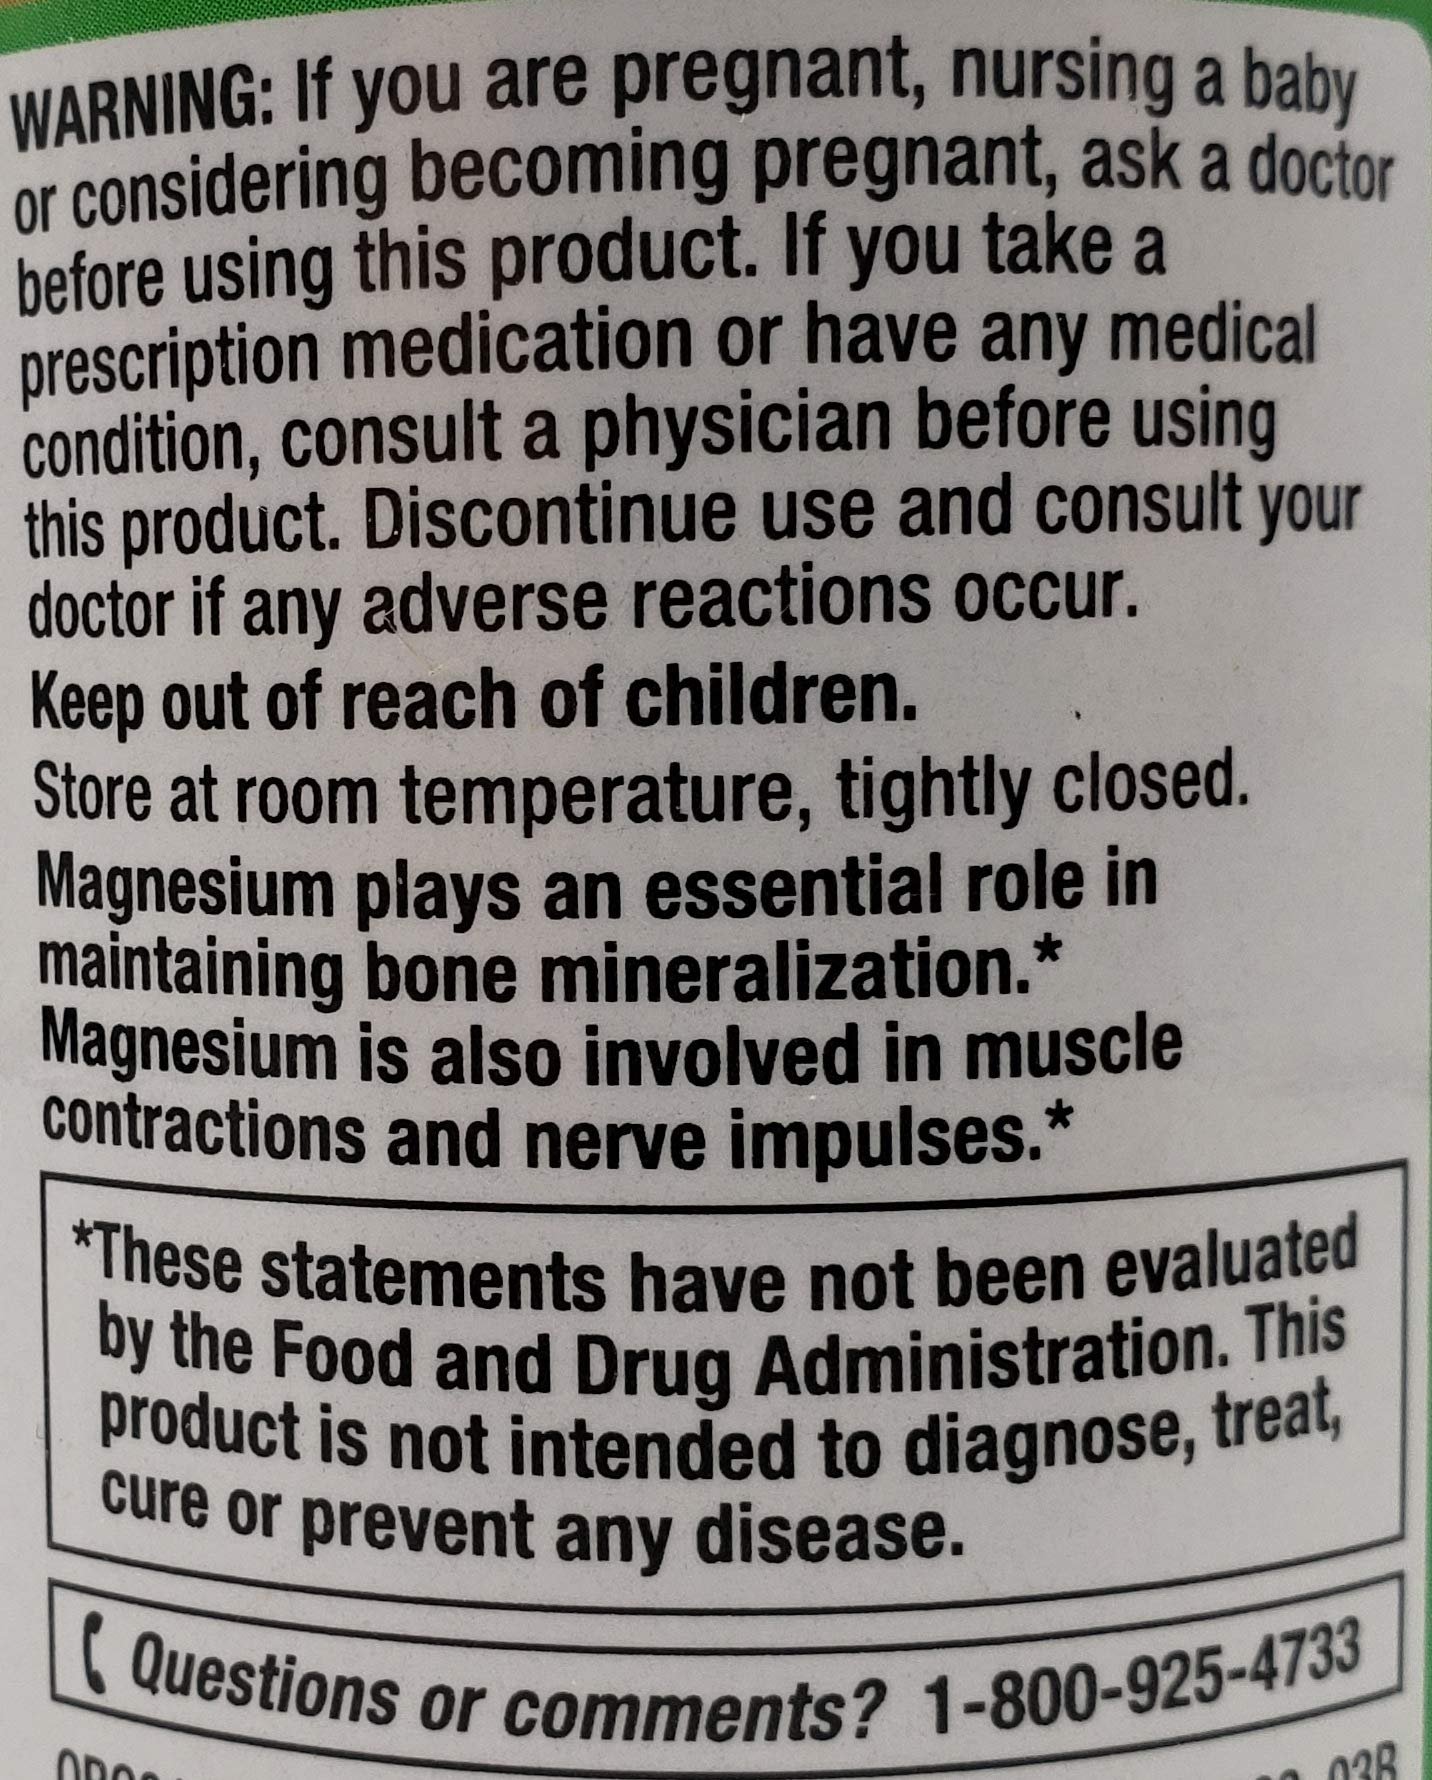 WARNING: If you are pregnant, nursing a baby
or considering becoming pregnant, ask a doctor
before using this product. If you take a
prescription medication or have any medical
condition, consult a physician before using
this product. Discontinue use and consult your
doctor if any adverse reactions occur.
Keep out of reach of children.
Store at room temperature, tightly closed.
Magnesium plays an essential role in
maintaining bone mineralization.*
Magnesium is also involved in muscle
contractions and nerve impulses.*
*These statements have not been evaluated
by the Food and Drug Administration. This
product is not intended to diagnose, treat,
cure or prevent any disease.
Questions or comments? 1-800-925-4733
03B